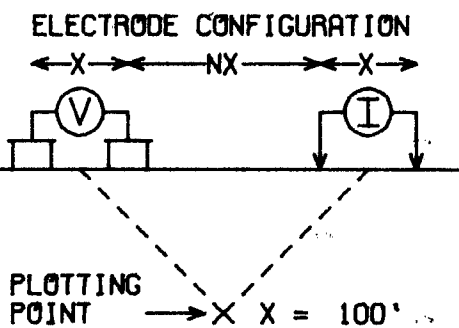 ELECTRODE CONFIGURATION
X NX X
V I
PLOTTING
POINT X X = 100'